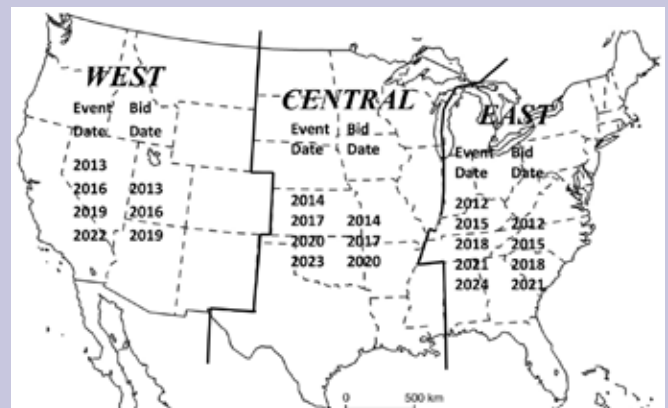 WEST
Event Bid
Date Date
2013
2016 2013
2019 2016
2022 2019
CENTRAL
Event Bid
Date Date
2014
2017 2014
2020 2017
2023 2020
EAST
Event Bid
Date Date
2012
2015 2012
2018 2015
2021 2018
2024 2021
0 500 km